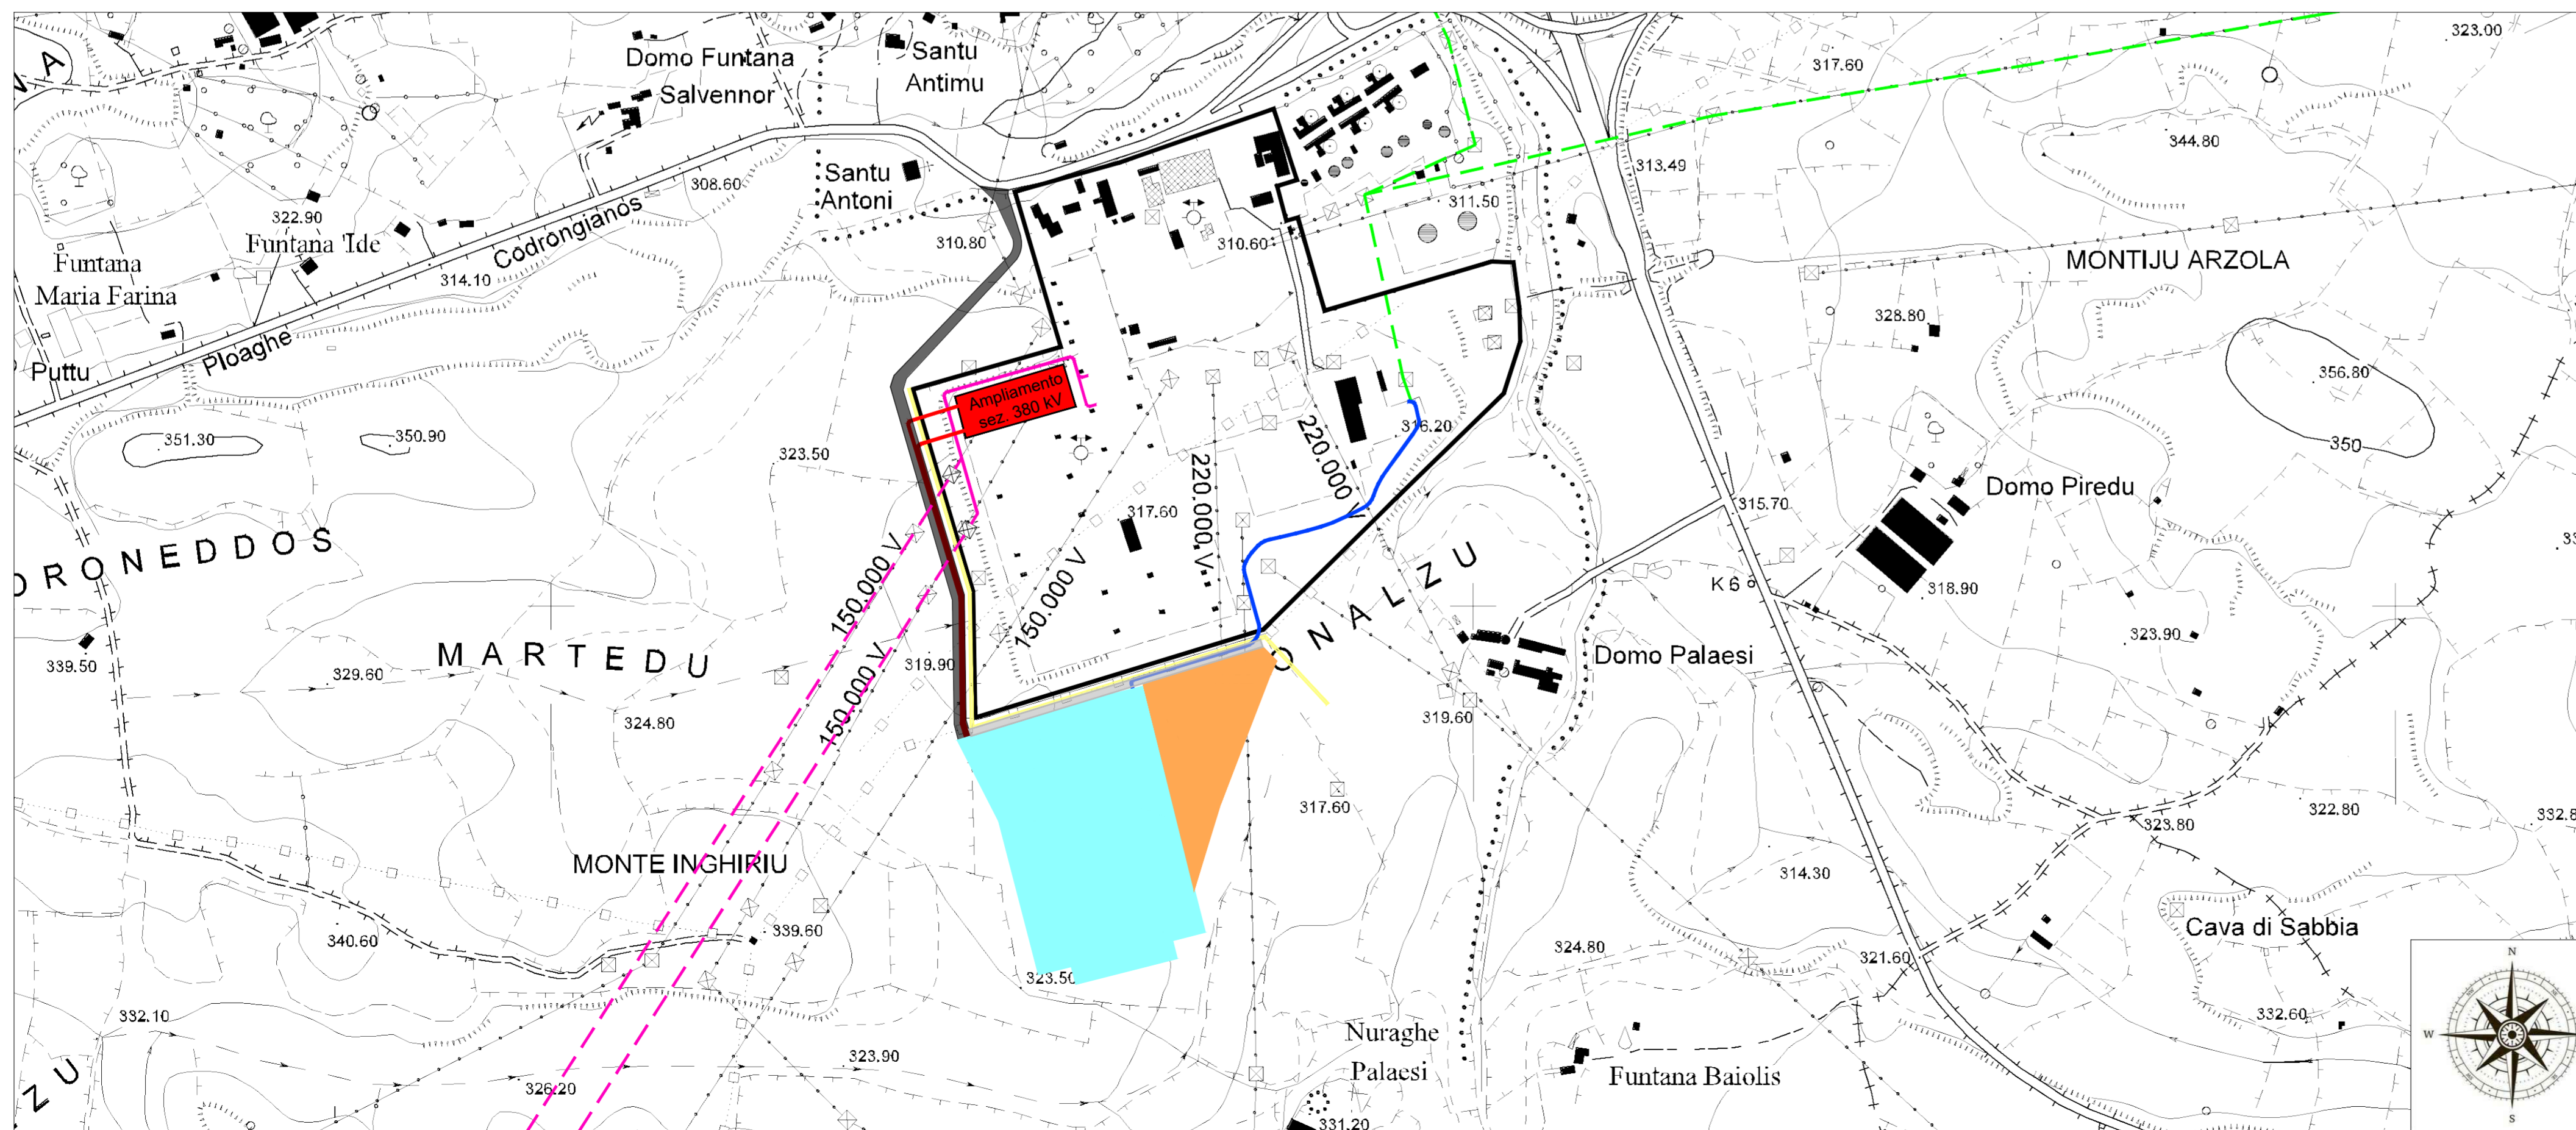 323.00
Domo Funtana
Salvennor
Santu
Antimu
317.60
344.80
313.49
Santu
Antoni
308.60
311.50
322.90
Funtana 'Ide
Codrongianos
310.80
310.60
MONTIJU ARZOLA
Funtana
Maria Farina
314.10
328.80
Puttu
Ploaghe
356.80
Ampliamento
sez. 380 kV
351.30
350.90
323.50
316.20
350
220.000 V
220.000 V
Domo Piredu
317.60
315.70
ORONEDDOS
150.000 V
150.000 V
K 6
318.90
ONALZU
339.50
MARTEDU
319.90
323.90
Domo Palaesi
329.60
150.000 V
324.80
319.60
317.60
322.80
323.80
332.8
MONTE INGHIRIU
314.30
340.60
339.60
324.80
321.60
Cava di Sabbia
323.50
332.10
332.60
N
W
S
323.90
Nuraghe
Palaesi
326.20
Funtana Baiolis
ZU
331.20